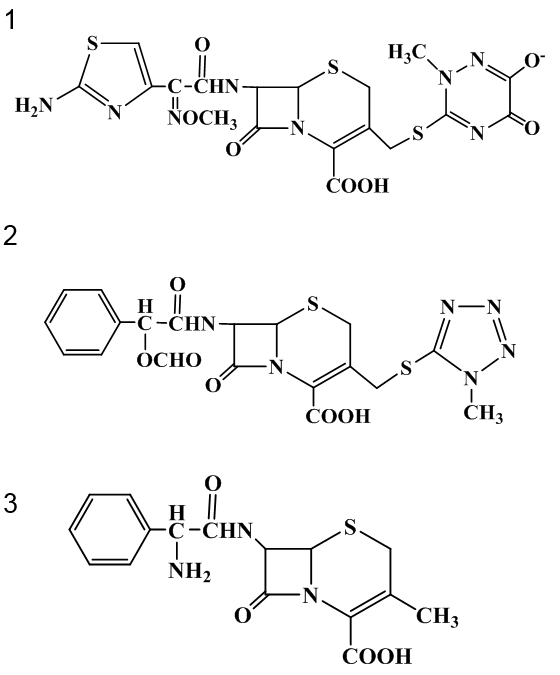 1
S O H₃C N O⁻
CHN S N
H₂N N C C N S N O
NOCH₃ O
COOH
2
O S N N
H C CHN N
C N S N
OCHO O CH₃
COOH
3
O
H C CHN S
C N
NH₂ O CH₃
COOH